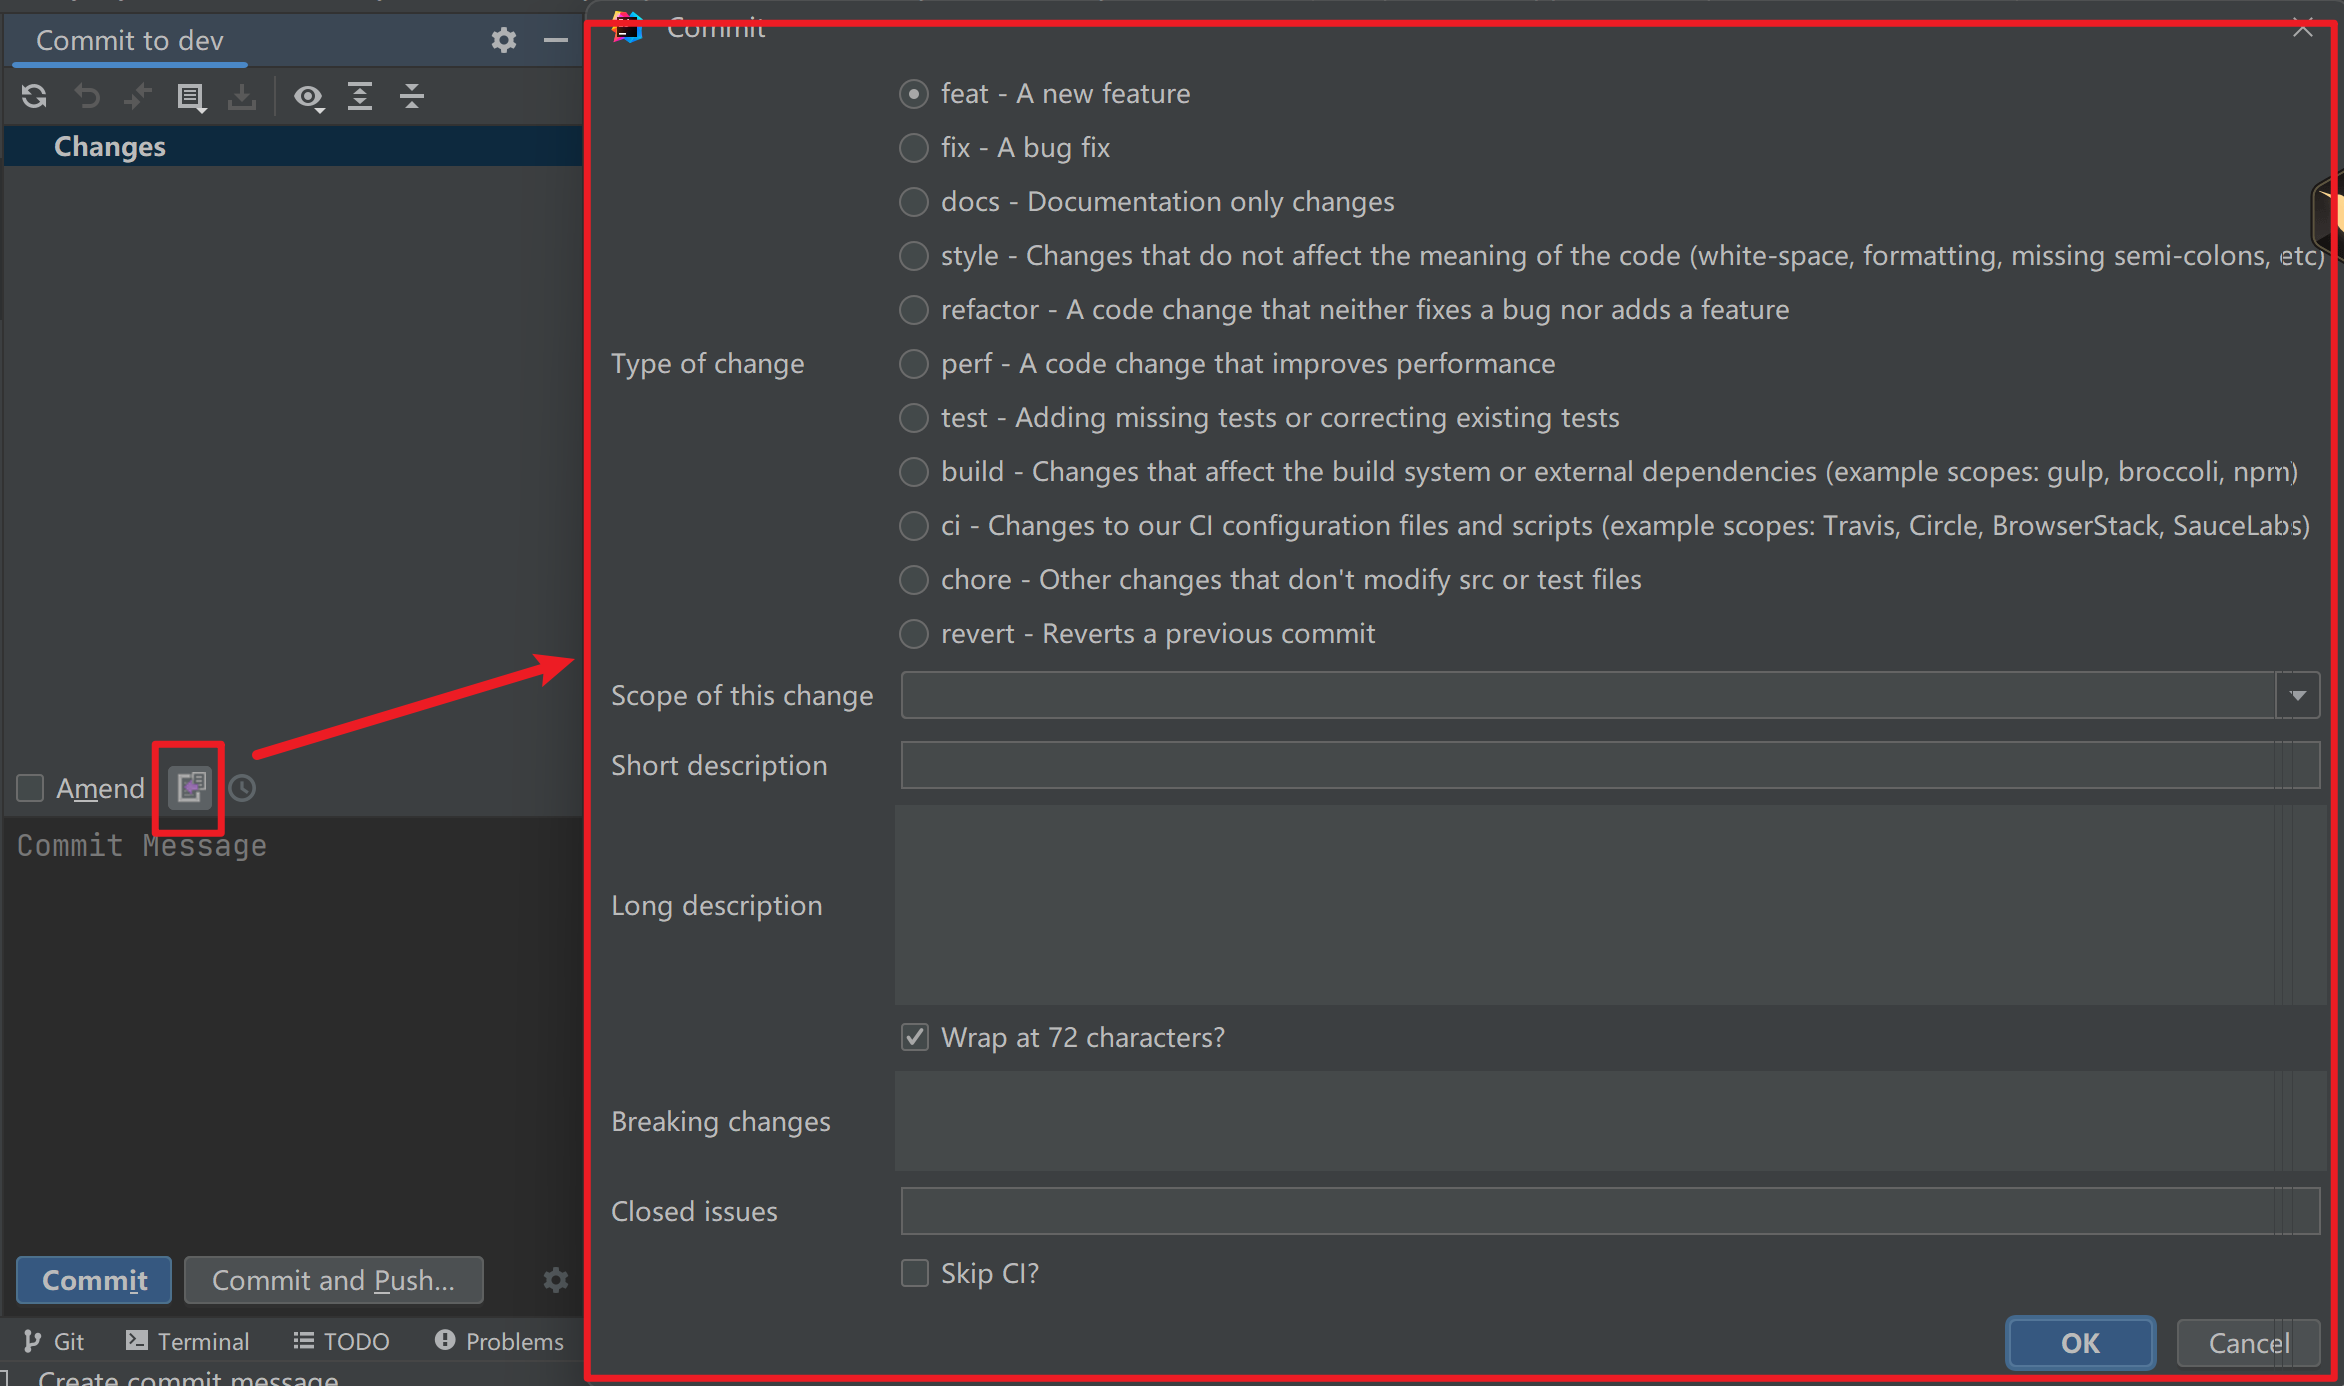 Commit to dev
Changes
Amend
Commit Message
Commit
Commit and Push...
Git
Terminal
TODO
Problems
Create commit message
Commit
Type of change
feat - A new feature
fix - A bug fix
docs - Documentation only changes
style - Changes that do not affect the meaning of the code (white-space, formatting, missing semi-colons, etc)
refactor - A code change that neither fixes a bug nor adds a feature
perf - A code change that improves performance
test - Adding missing tests or correcting existing tests
build - Changes that affect the build system or external dependencies (example scopes: gulp, broccoli, npm)
ci - Changes to our CI configuration files and scripts (example scopes: Travis, Circle, BrowserStack, SauceLabs)
chore - Other changes that don't modify src or test files
revert - Reverts a previous commit
Scope of this change
Short description
Long description
Wrap at 72 characters?
Breaking changes
Closed issues
Skip CI?
OK
Cancel